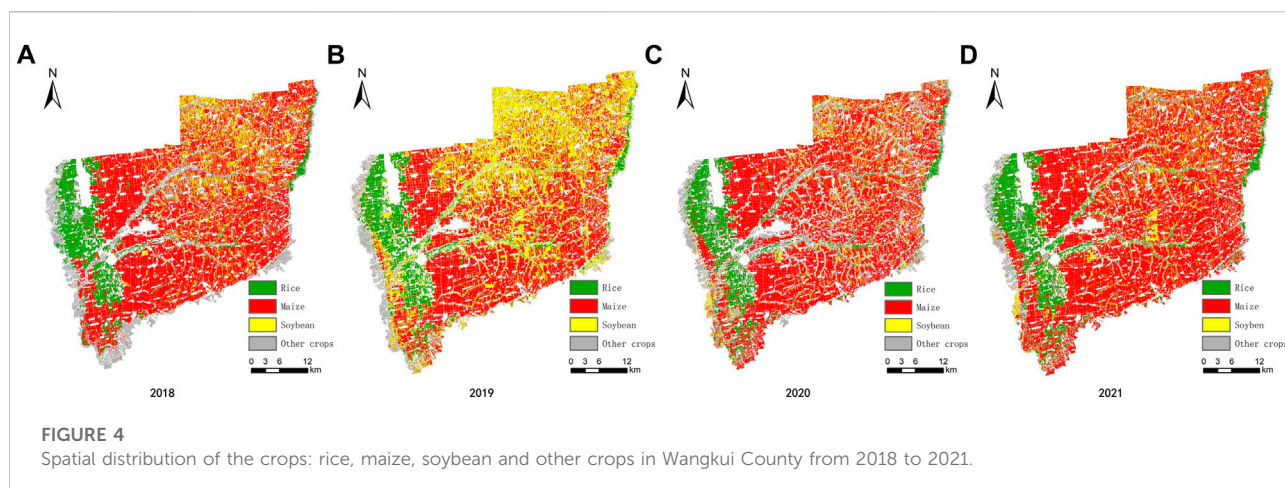 A
N
Rice
Maize
Soybean
Other crops
0 3 6 12
km
2018
B
N
Rice
Maize
Soybean
Other crops
0 3 6 12
km
2019
C
N
Rice
Maize
Soybean
Other crops
0 3 6 12
km
2020
D
N
Rice
Maize
Soyben
Other crops
0 3 6 12
km
2021
FIGURE 4
Spatial distribution of the crops: rice, maize, soybean and other crops in Wangkui County from 2018 to 2021.